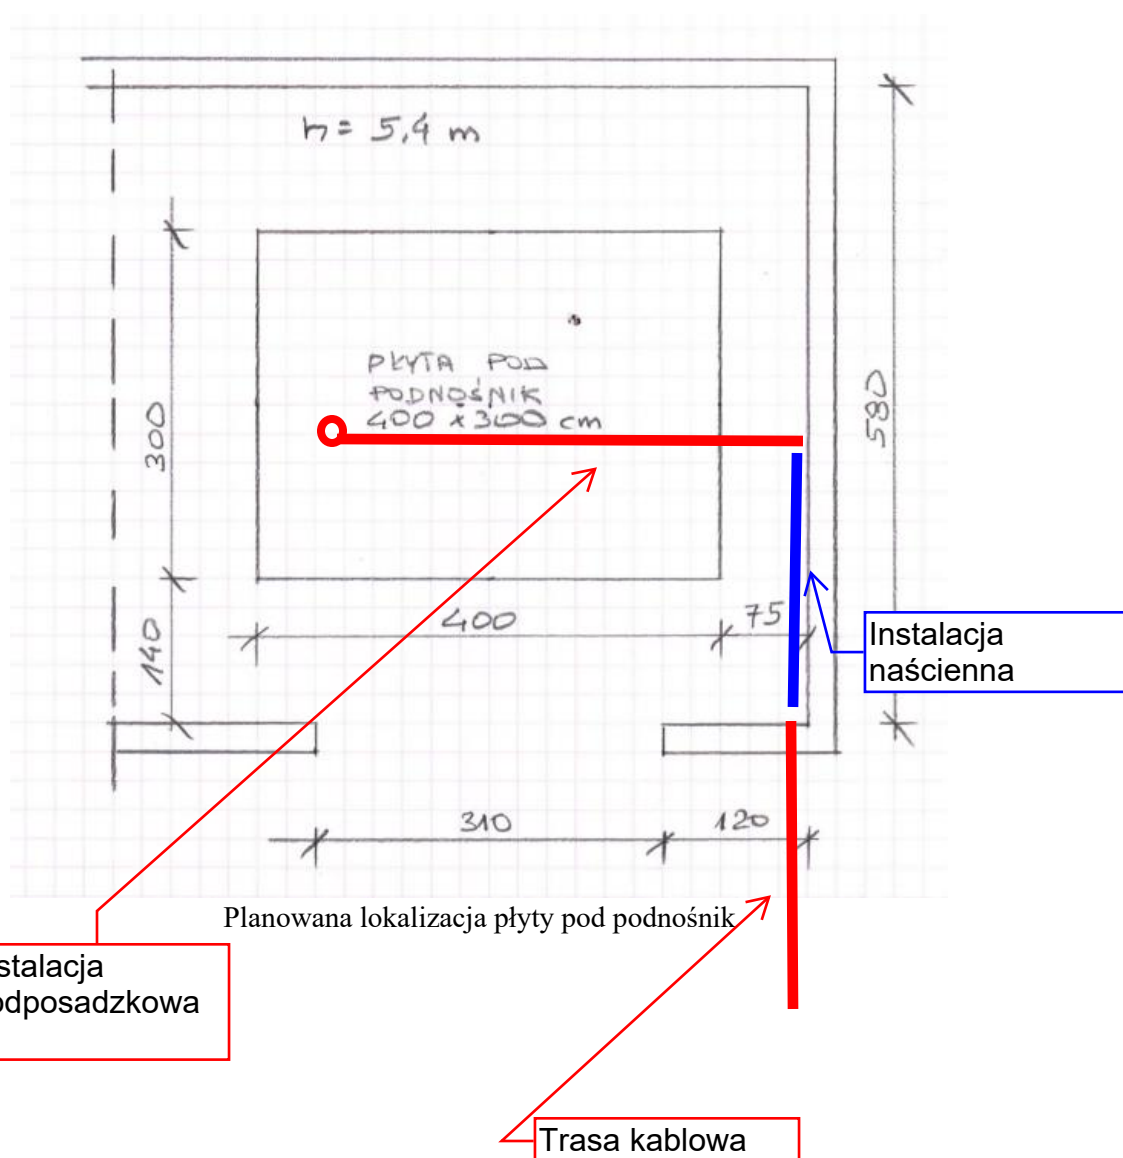 h = 5,4 m
PŁYTA POD
PODNOŚNIK
400 x 300 cm
300
580
400
75
140
Instalacja
naścienna
310
120
Planowana lokalizacja płyty pod podnośnik
stalacja
odposadzkowa
Trasa kablowa